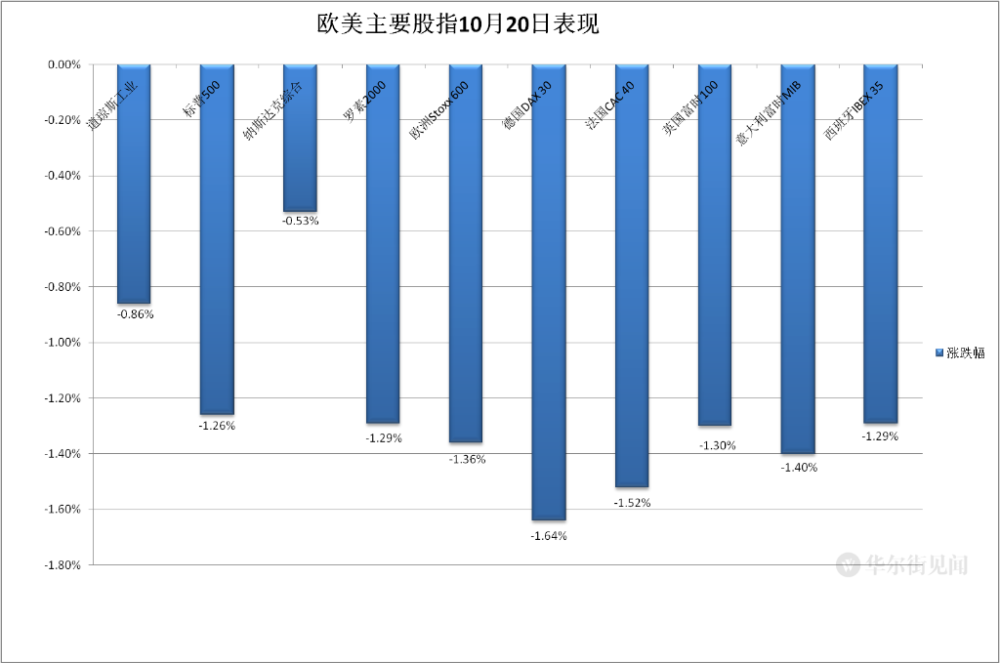 欧美主要股指10月20日表现
0.00%
-0.20%
-0.40%
-0.60%
-0.80%
-1.00%
-1.20%
-1.40%
-1.60%
-1.80%
道琼斯工业
标普500
纳斯达克综合
罗素2000
欧洲Stoxx 600
德国DAX 30
法国CAC 40
英国富时100
意大利富时MIB
西班牙IBEX 35
-0.86%
-1.26%
-0.53%
-1.29%
-1.36%
-1.64%
-1.52%
-1.30%
-1.40%
-1.29%
涨跌幅
W 华尔街见闻